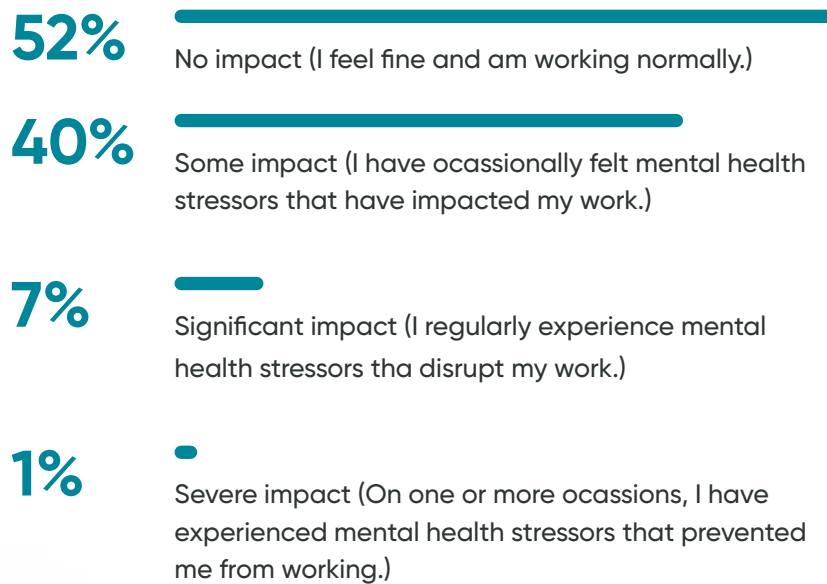 52%
No impact (I feel fine and am working normally.)
40%
Some impact (I have ocassionally felt mental health
stressors that have impacted my work.)
7%
Significant impact (I regularly experience mental
health stressors tha disrupt my work.)
1%
Severe impact (On one or more ocassions, I have
experienced mental health stressors that prevented
me from working.)